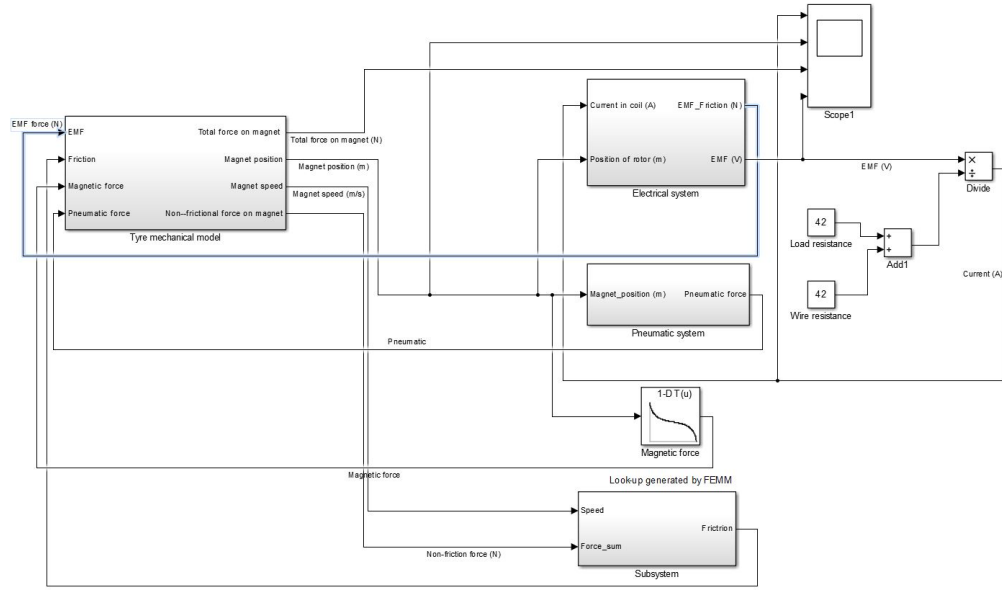 Scope1
EMF force (N)
EMF
Friction
Magnetic force
Pneumatic force
Total force on magnet
Magnet position
Magnet speed
Non--frictional force on magnet
Tyre mechanical model
Total force on magnet (N)
Magnet position (m)
Magnet speed (m/s)
Current in coil (A)
EMF_Friction (N)
Position of rotor (m)
EMF (V)
Electrical system
EMF (V)
×
÷
Divide
42
Load resistance
+
+
Add1
42
Wire resistance
Current (A)
Magnet_position (m)
Pneumatic force
Pneumatic system
Pneumatic
1-D T(u)
Magnetic force
Magnetic force
Look-up generated by FEMM
Speed
Force_sum
Frictrion
Subsystem
Non-friction force (N)